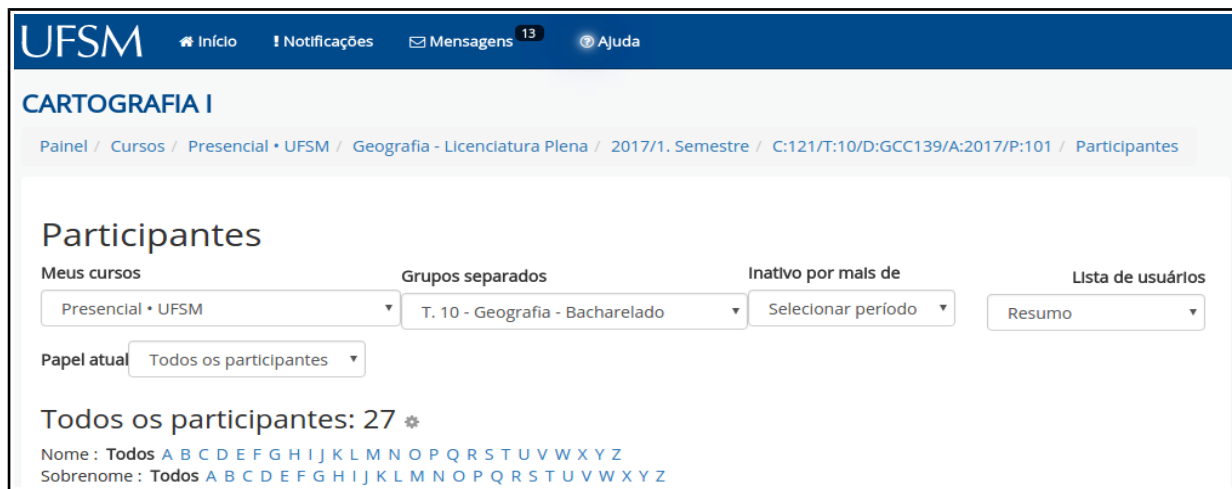 UFSM Início ! Notificações Mensagens 13 Ajuda
CARTOGRAFIA I
Painel / Cursos / Presencial • UFSM / Geografia - Licenciatura Plena / 2017/1. Semestre / C:121/T:10/D:GCC139/A:2017/P:101 / Participantes
Participantes
Meus cursos Grupos separados Inativo por mais de Lista de usuários
Presencial • UFSM T. 10 - Geografia - Bacharelado Selecionar período Resumo
Papel atual Todos os participantes
Todos os participantes: 27
Nome : Todos A B C D E F G H I J K L M N O P Q R S T U V W X Y Z
Sobrenome : Todos A B C D E F G H I J K L M N O P Q R S T U V W X Y Z